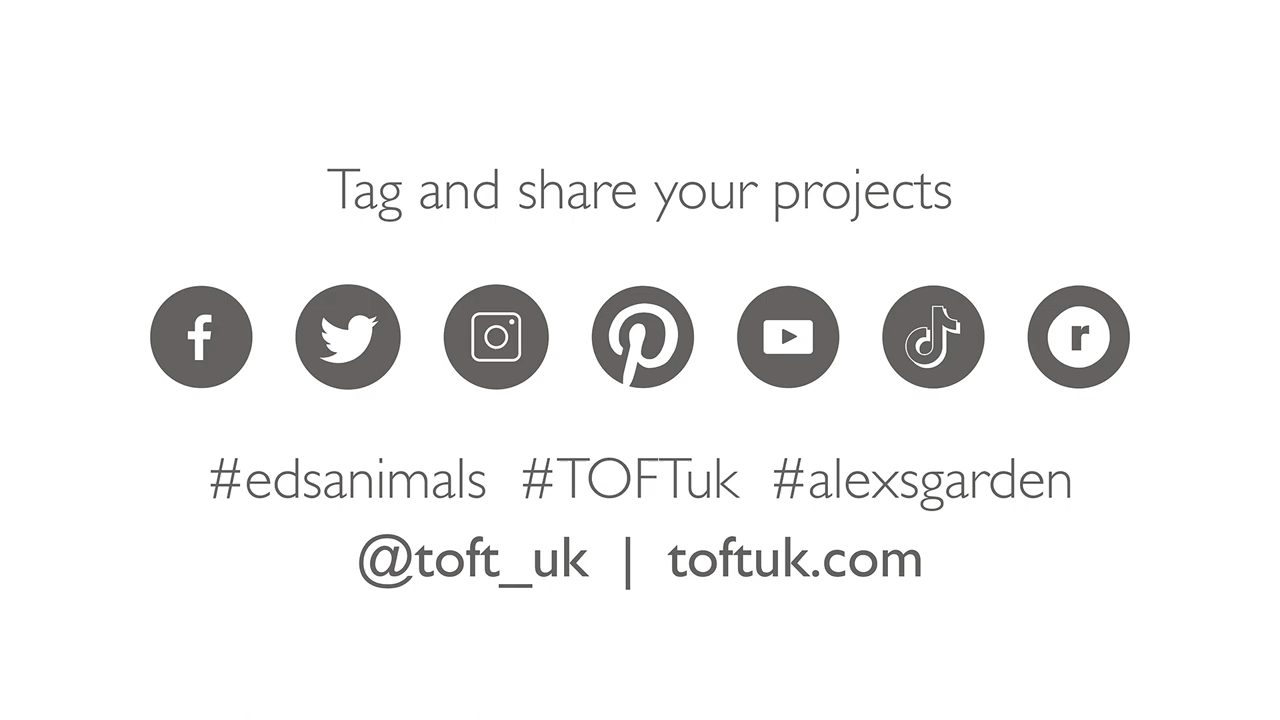 Tag and share your projects
#edsanimals #TOFTuk #alexsgarden
@toft_uk | toftuk.com